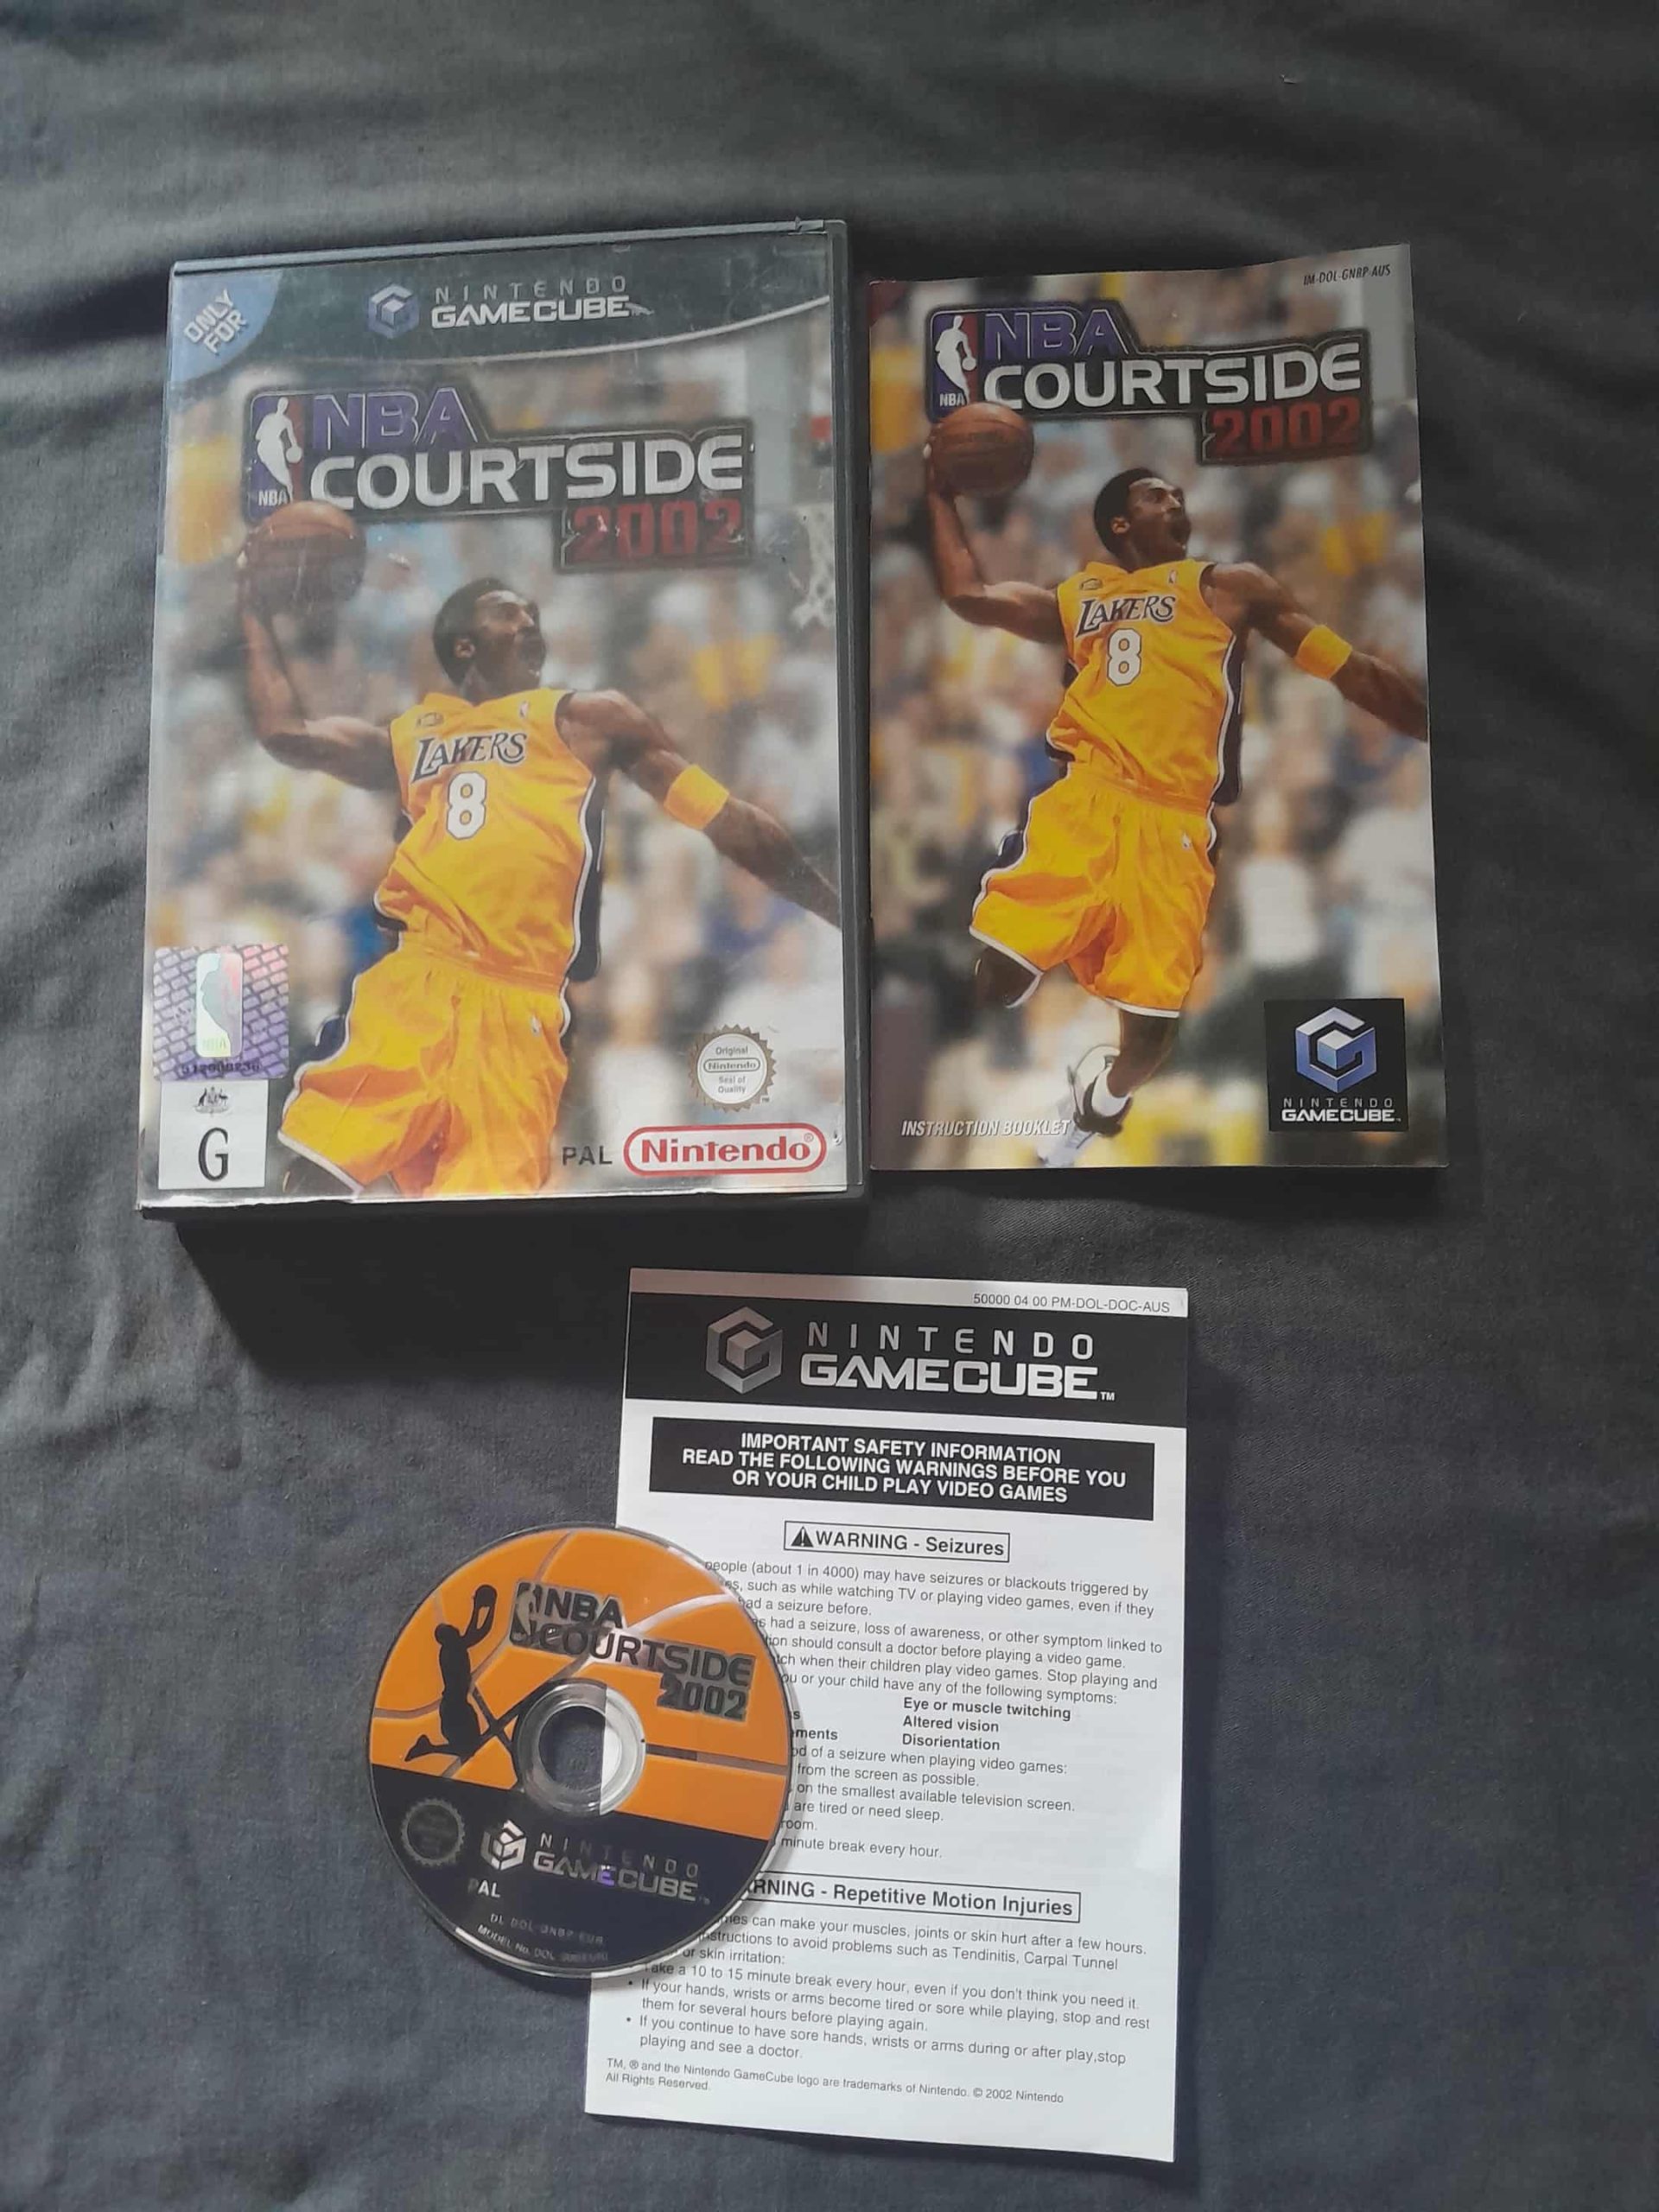 ONLY
FOR
NINTENDO
GAMECUBE™
NBA
COURTSIDE
2002
NBA
LAKERS
8
NBA
Original
Nintendo
Seal of
Quality
TM
G
PAL Nintendo®
IM-DOL-GNRP-AUS
NBA
COURTSIDE
2002
NBA
LAKERS
8
INSTRUCTION BOOKLET
NINTENDO
GAMECUBE™
50000 04 00 PM-DOL-DOC-AUS
NINTENDO
GAMECUBE™
IMPORTANT SAFETY INFORMATION
READ THE FOLLOWING WARNINGS BEFORE YOU
OR YOUR CHILD PLAY VIDEO GAMES
WARNING - Seizures
people (about 1 in 4000) may have seizures or blackouts triggered by
such as while watching TV or playing video games, even if they
had a seizure before.
had a seizure, loss of awareness, or other symptom linked to
should consult a doctor before playing a video game.
when their children play video games. Stop playing and
or your child have any of the following symptoms:
Eye or muscle twitching
Altered vision
Disorientation
of a seizure when playing video games:
from the screen as possible.
on the smallest available television screen.
are tired or need sleep.
room.
minute break every hour.
- Repetitive Motion Injuries
can make your muscles, joints or skin hurt after a few hours.
instructions to avoid problems such as Tendinitis, Carpal Tunnel
or skin irritation:
Take a 10 to 15 minute break every hour, even if you don't think you need it.
• If your hands, wrists or arms become tired or sore while playing, stop and rest
them for several hours before playing again.
• If you continue to have sore hands, wrists or arms during or after play,stop
playing and see a doctor.
TM, ® and the Nintendo GameCube logo are trademarks of Nintendo. © 2002 Nintendo
All Rights Reserved.
NBA
COURTSIDE
2002
NINTENDO
GAMECUBE™
PAL
MODEL No. DOL